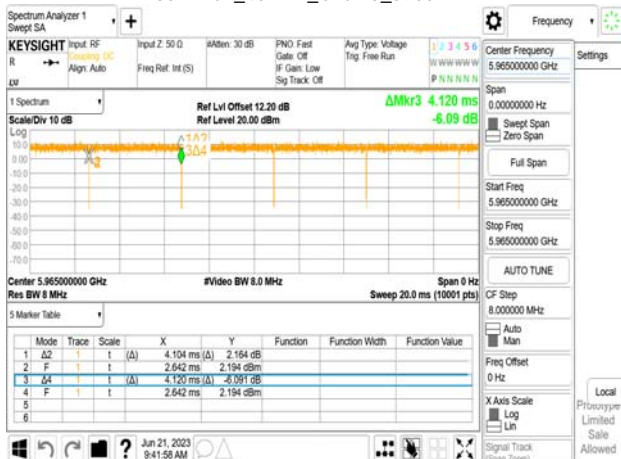 Spectrum Analyzer 1
Swept SA
+
Frequency
KEYSIGHT
R
Input: RF
Coupling: DC
Align: Auto
Input Z: 50 Ω
Freq Ref: Int (S)
#Atten: 30 dB
PNO: Fast
Gate: Off
IF Gain: Low
Sig Track: Off
Avg Type: Voltage
Trig: Free Run
1 2 3 4 5 6
W W W W W W
P N N N N N
1 Spectrum
Scale/Div 10 dB
Ref Lvl Offset 12.20 dB
Ref Level 20.00 dBm
ΔMkr3 4.120 ms
-6.09 dB
Log
10.0
0.00
-10.0
-20.0
-30.0
-40.0
-50.0
-60.0
-70.0
1Δ2
3Δ4
Center 5.965000000 GHz
Res BW 8 MHz
#Video BW 8.0 MHz
Span 0 Hz
Sweep 20.0 ms (10001 pts)
5 Marker Table
Mode Trace Scale X Y Function Function Width Function Value
1 Δ2 1 t (Δ) 4.104 ms (Δ) 2.164 dB
2 F 1 t 2.642 ms 2.194 dBm
3 Δ4 1 t (Δ) 4.120 ms (Δ) -6.091 dB
4 F 1 t 2.642 ms 2.194 dBm
5
6
?
Jun 21, 2023
9:41:58 AM
Center Frequency
5.965000000 GHz
Span
0.00000000 Hz
Swept Span
Zero Span
Full Span
Start Freq
5.965000000 GHz
Stop Freq
5.965000000 GHz
AUTO TUNE
CF Step
8.000000 MHz
Auto
Man
Freq Offset
0 Hz
X Axis Scale
Log
Lin
Signal Track
(Span Zoom)
Settings
Local
Prototype
Limited
Sale
Allowed